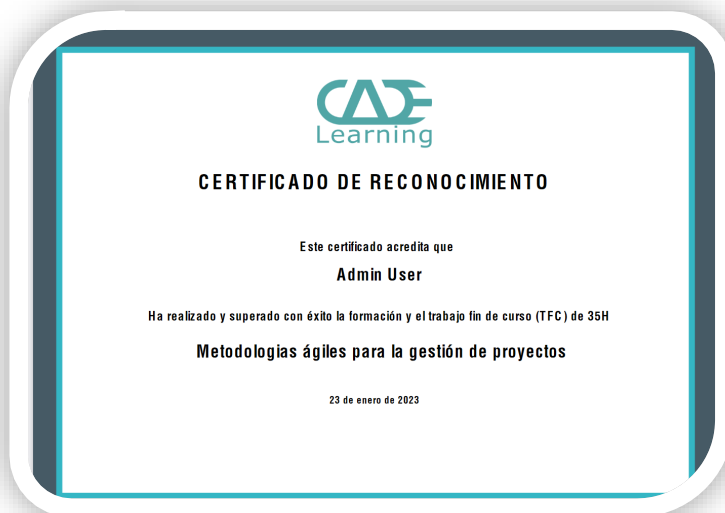 CADE
Learning
CERTIFICADO DE RECONOCIMIENTO
Este certificado acredita que
Admin User
Ha realizado y superado con éxito la formación y el trabajo fin de curso (TFC) de 35H
Metodologias ágiles para la gestión de proyectos
23 de enero de 2023